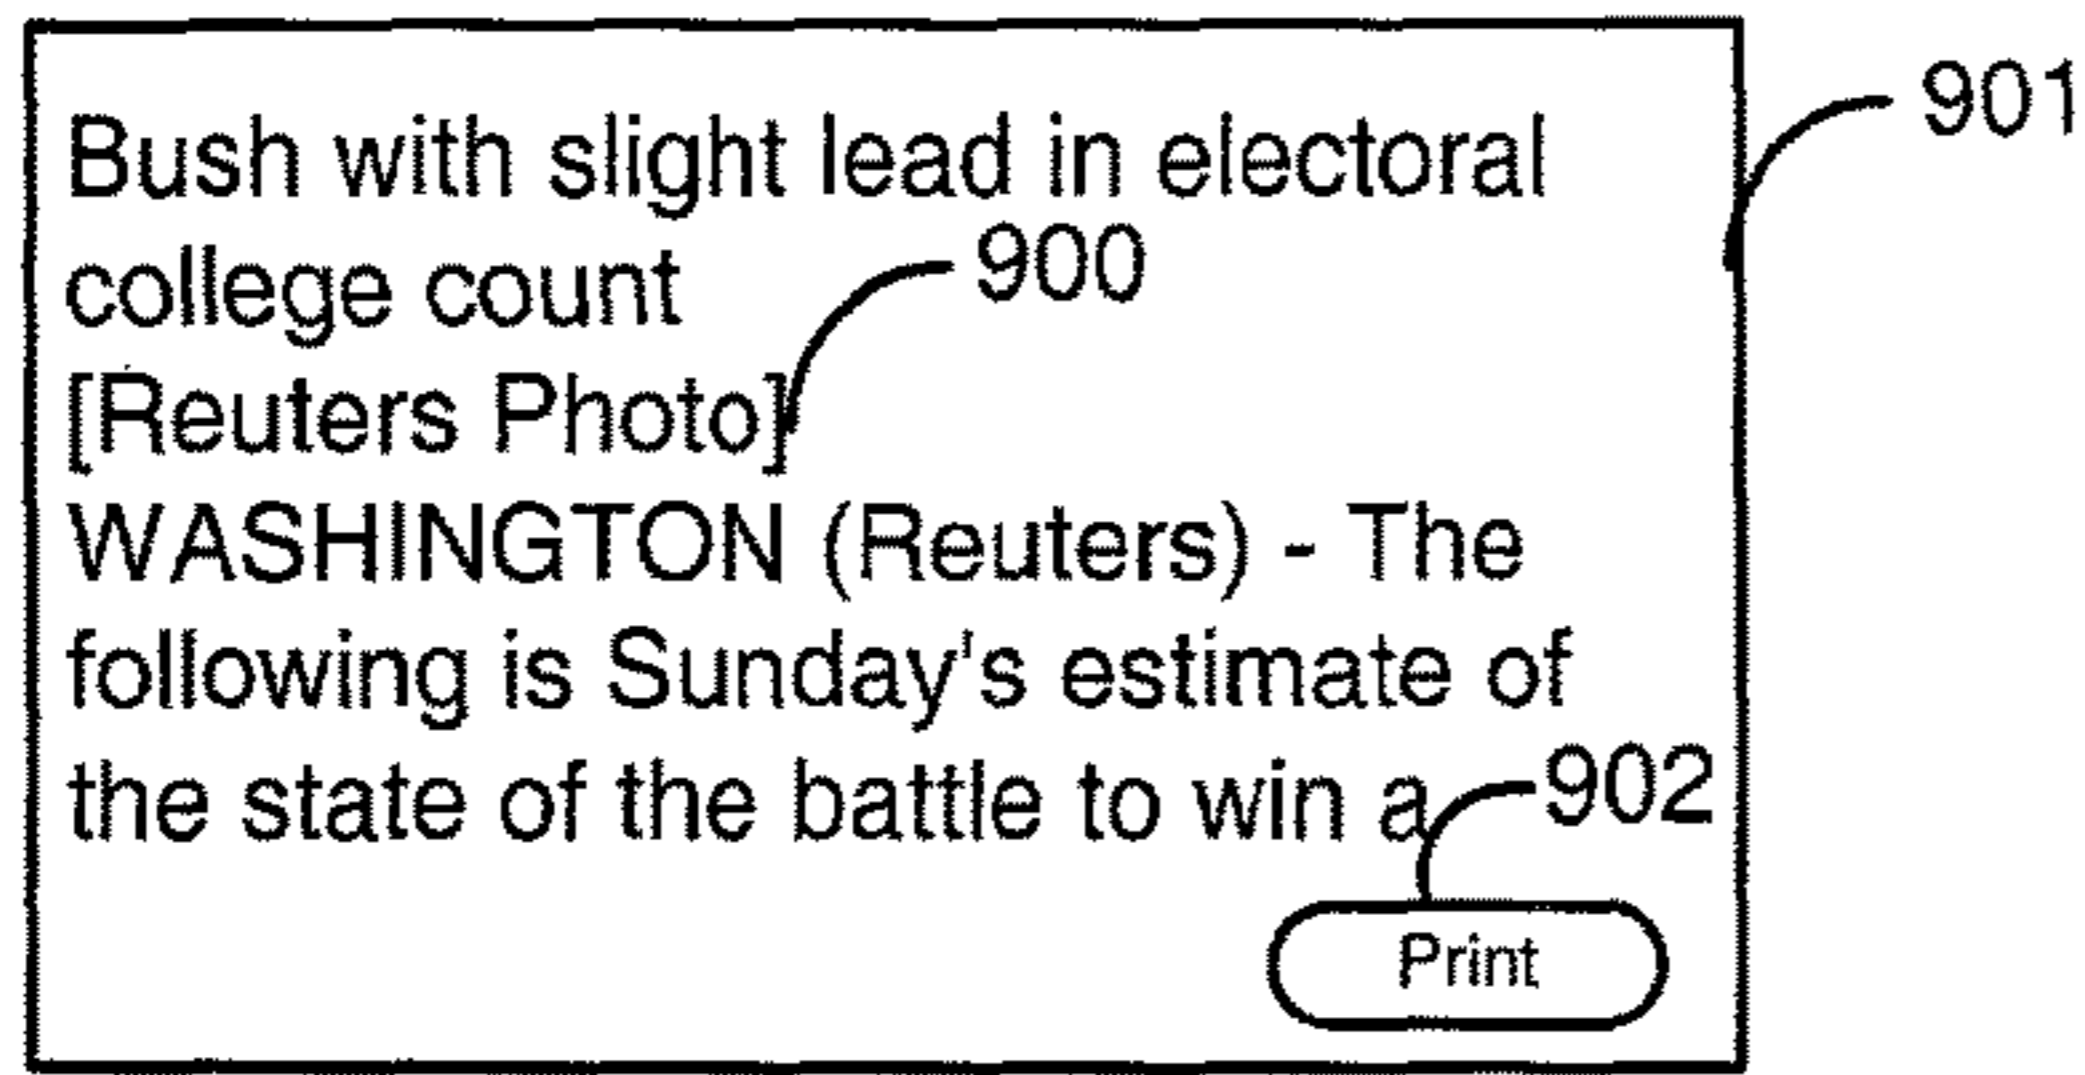 901
Bush with slight lead in electoral
college count
900
[Reuters Photo]
WASHINGTON (Reuters) - The
following is Sunday's estimate of
the state of the battle to win a
902
Print